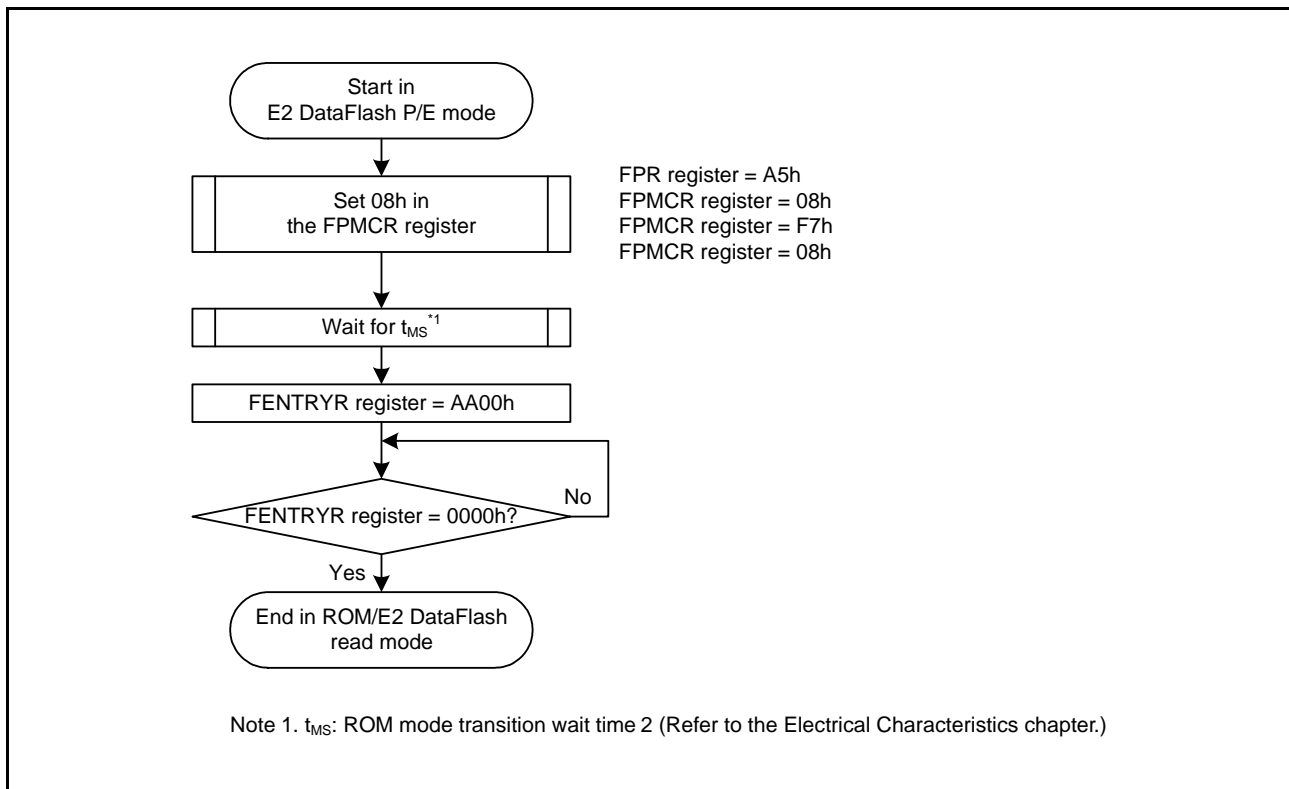 Start in
E2 DataFlash P/E mode
Set 08h in
the FPMCR register
FPR register = A5h
FPMCR register = 08h
FPMCR register = F7h
FPMCR register = 08h
Wait for tMS*1
FENTRYR register = AA00h
FENTRYR register = 0000h?
No
Yes
End in ROM/E2 DataFlash
read mode
Note 1. tMS: ROM mode transition wait time 2 (Refer to the Electrical Characteristics chapter.)